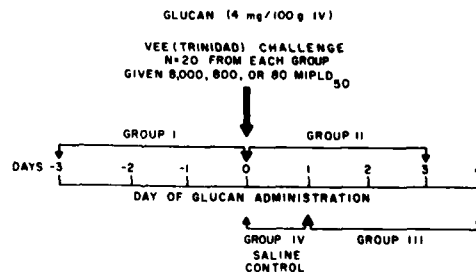 GLUCAN (4 mg/100 g IV)
VEE (TRINIDAD) CHALLENGE
N=20 FROM EACH GROUP
GIVEN 8,000, 800, OR 80 MIPLD50
GROUP I GROUP II
DAYS -3 -2 -1 0 1 2 3
DAY OF GLUCAN ADMINISTRATION
GROUP IV GROUP III
SALINE
CONTROL